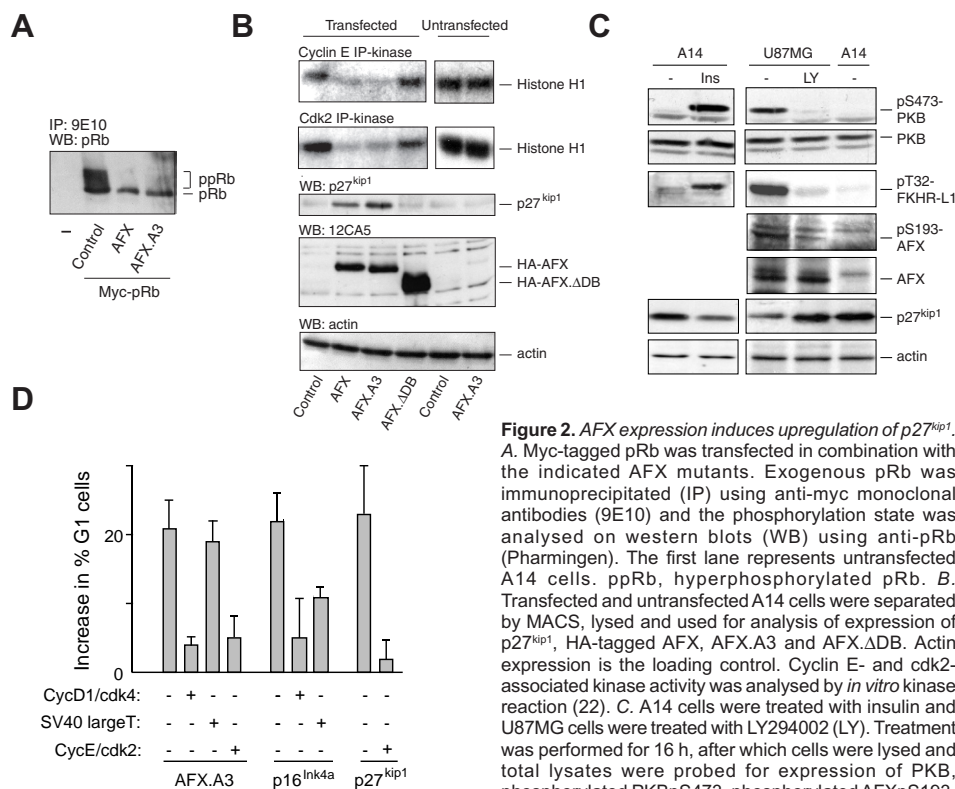 A
IP: 9E10
WB: pRb
ppRb
pRb
–
Control
AFX
AFX.A3
Myc-pRb
B
Transfected
Untransfected
Cyclin E IP-kinase
Histone H1
Cdk2 IP-kinase
Histone H1
WB: p27kip1
p27kip1
WB: 12CA5
HA-AFX
HA-AFX.ΔDB
WB: actin
actin
Control
AFX
AFX.A3
AFX.ΔDB
Control
AFX.A3
C
A14 U87MG A14
- Ins - LY -
pS473-
PKB
PKB
pT32-
FKHR-L1
pS193-
AFX
AFX
p27kip1
actin
D
Increase in % G1 cells
20
0
CycD1/cdk4: - + - - - + - - -
SV40 largeT: - - + - - - + - -
CycE/cdk2: - - - + - - - - +
AFX.A3 p16Ink4a p27kip1
Figure 2. AFX expression induces upregulation of p27kip1.
A. Myc-tagged pRb was transfected in combination with
the indicated AFX mutants. Exogenous pRb was
immunoprecipitated (IP) using anti-myc monoclonal
antibodies (9E10) and the phosphorylation state was
analysed on western blots (WB) using anti-pRb
(Pharmingen). The first lane represents untransfected
A14 cells. ppRb, hyperphosphorylated pRb. B.
Transfected and untransfected A14 cells were separated
by MACS, lysed and used for analysis of expression of
p27kip1, HA-tagged AFX, AFX.A3 and AFX.ΔDB. Actin
expression is the loading control. Cyclin E- and cdk2-
associated kinase activity was analysed by in vitro kinase
reaction (22). C. A14 cells were treated with insulin and
U87MG cells were treated with LY294002 (LY). Treatment
was performed for 16 h, after which cells were lysed and
total lysates were probed for expression of PKB,
phosphorylated PKBpS473, phosphorylated AFXpS193,